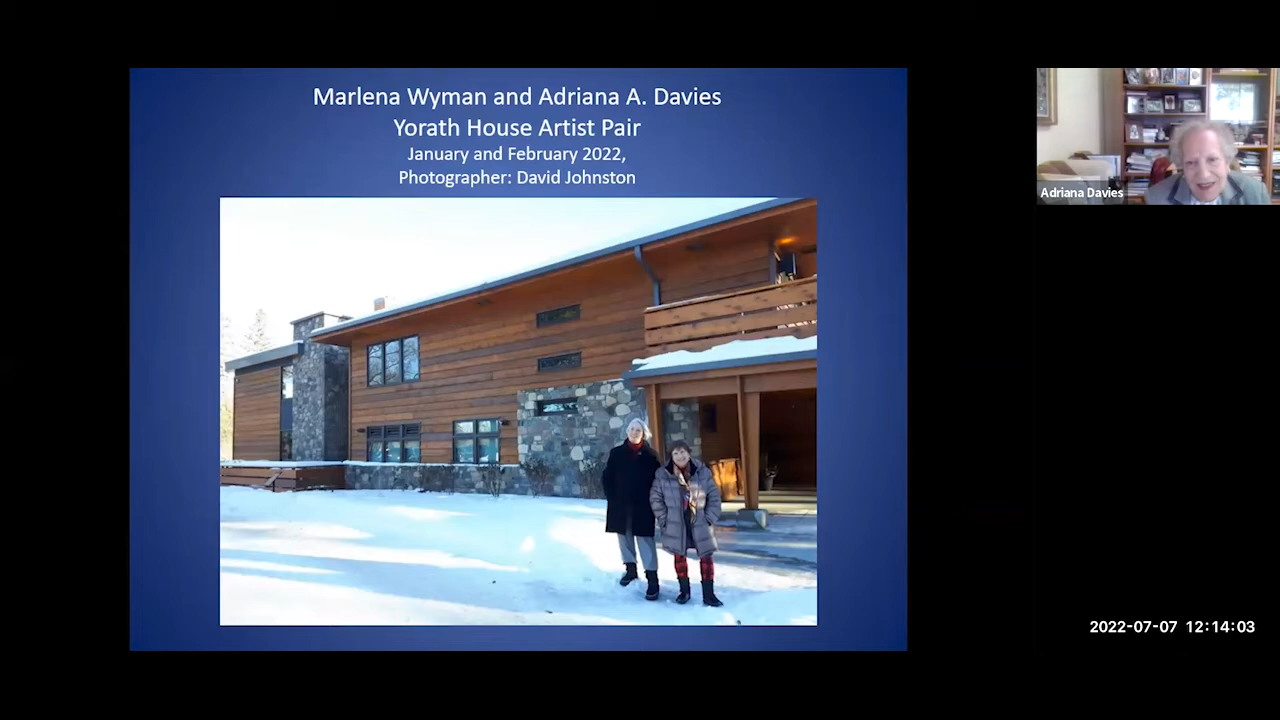 Marlena Wyman and Adriana A. Davies
Yorath House Artist Pair
January and February 2022,
Photographer: David Johnston
Adriana Davies
2022-07-07 12:14:03